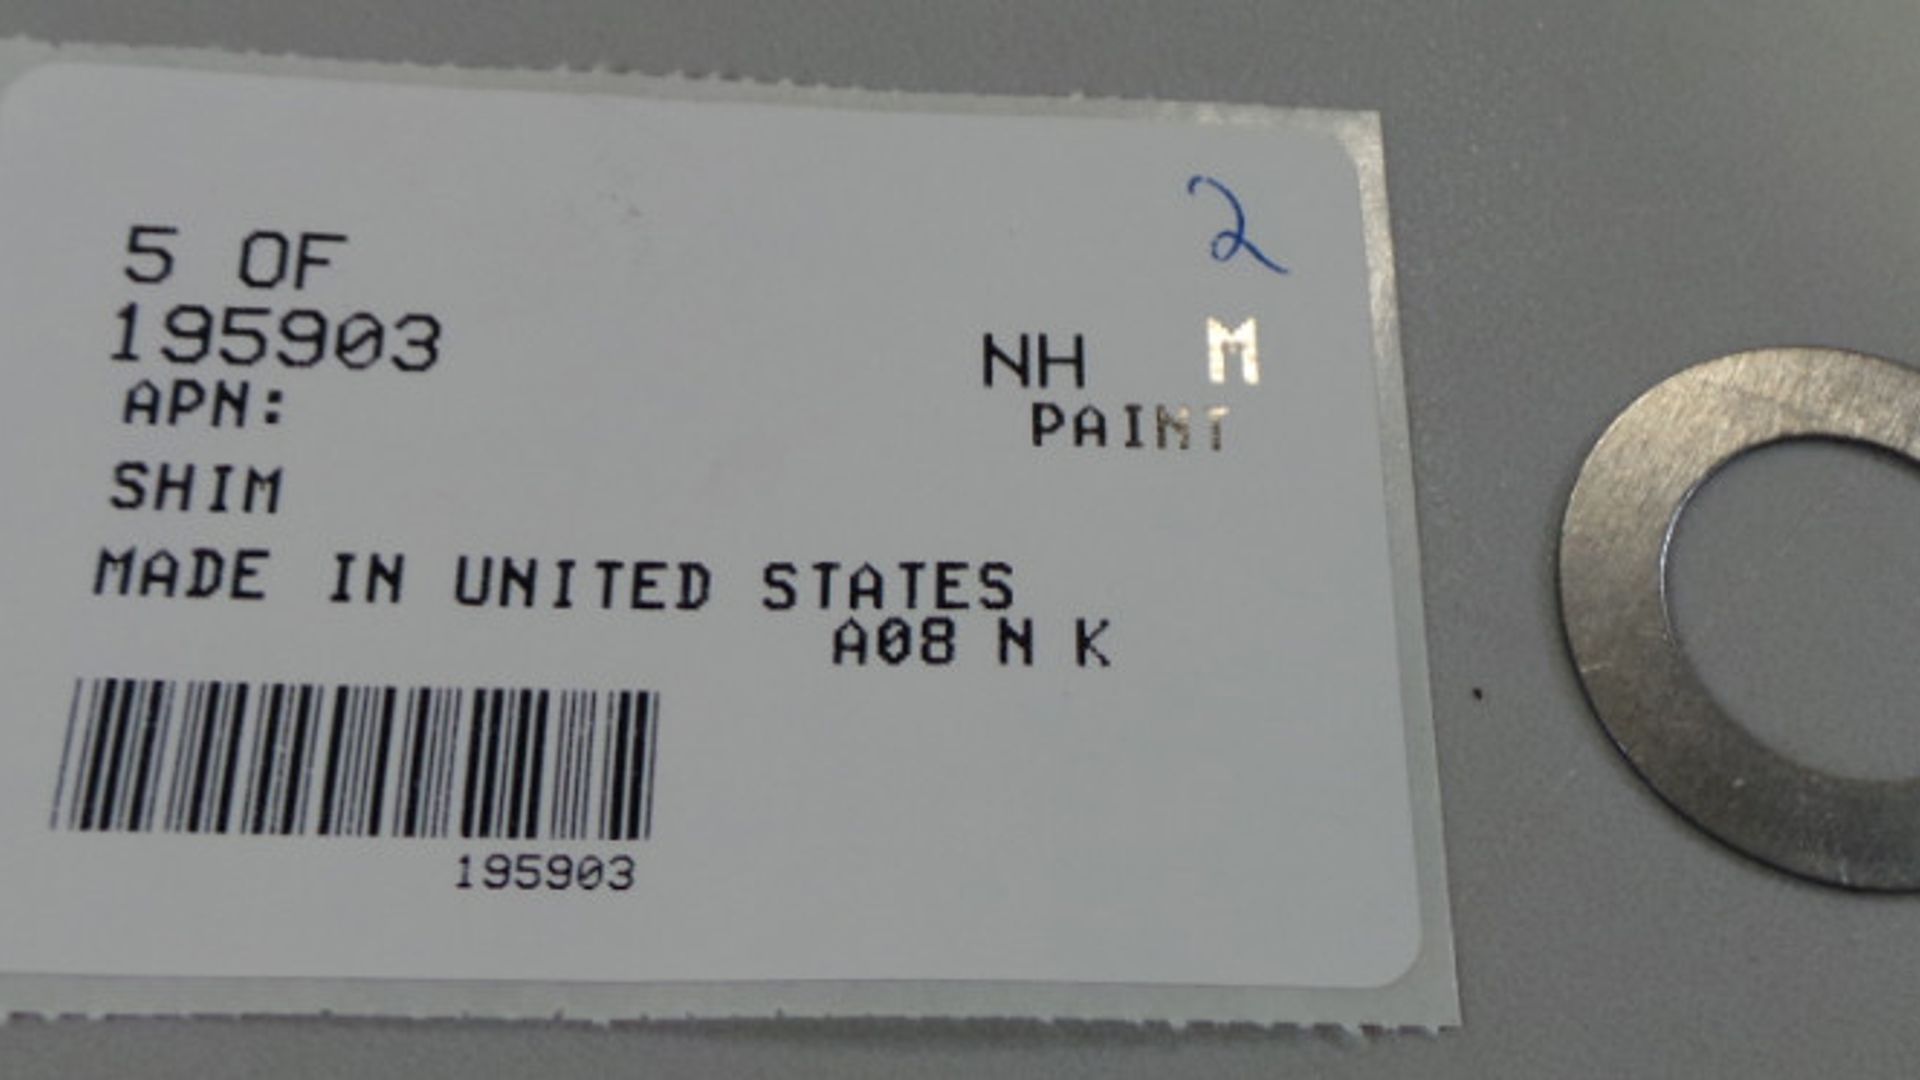 2
5 OF
195903
NH M
APN:
PAINT
SHIM
MADE IN UNITED STATES
A08 N K
195903